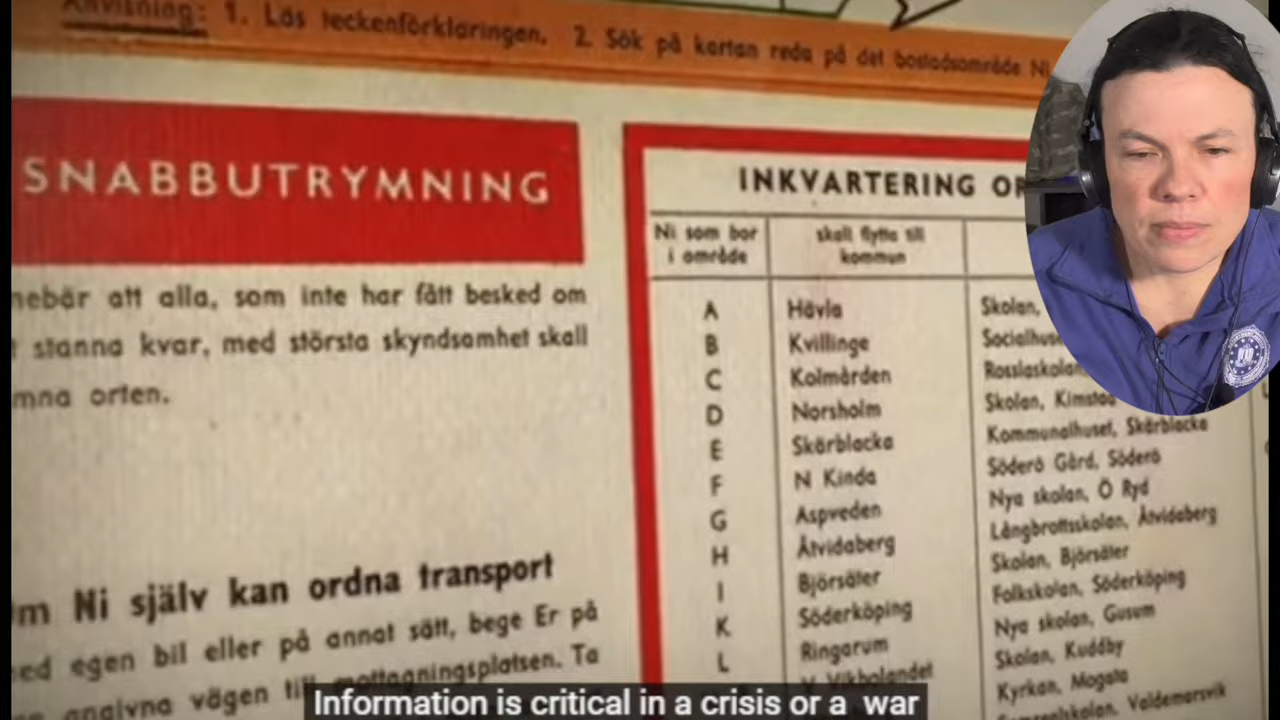 Anvisning: 1. Läs teckenförklaringen. 2. Sök på kartan reda på det bostadsområde Ni
SNABBUTRYMNING
nebär att alla, som inte har fått besked om
stanna kvar, med största skyndsamhet skall
mna orten.
m Ni själv kan ordna transport
ed egen bil eller på annat sätt, bege Er på
angivna vägen till mottagningsplatsen. Ta
INKVARTERING
Ni som bor i område
skall flytta till kommun
A Hävla Skolan,
B Kvillinge
C Kolmården Rosslaskolan
D Norsholm Skolan, Kimstad
E Skärblacka Kommunalhuset, Skärblacka
F N Kinda Söderö Gård, Söderö
G Aspveden Nya skolan, Ö Ryd
H Åtvidaberg Långbrottsskolan, Åtvidaberg
I Björsäter Skolan, Björsäter
K Söderköping Folkskolan, Söderköping
L Ringarum Nya skolan, Gusum
V Vikbolandet Skolan, Kuddby
Kyrkan, Mogata
Valdemarsvik
Information is critical in a crisis or a war